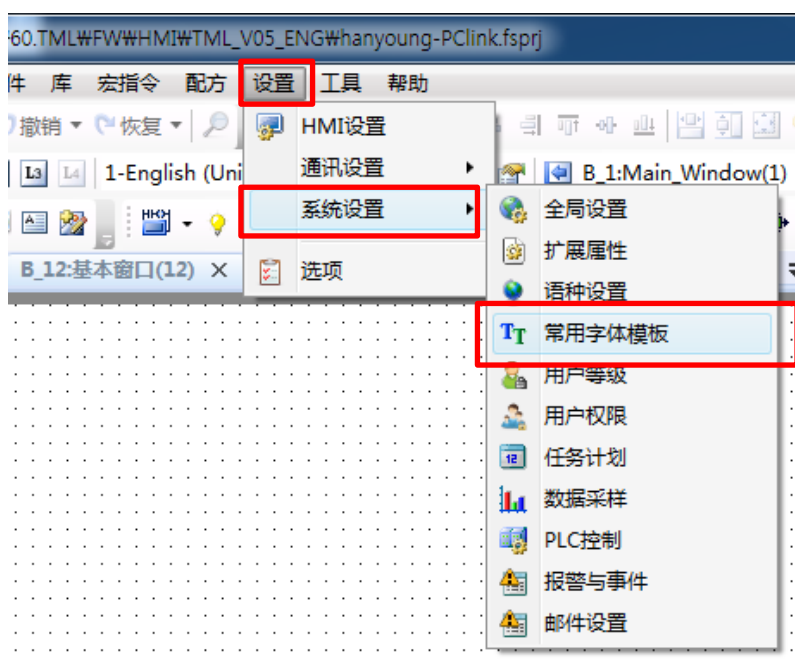 60.TML₩FW₩HMI₩TML_V05_ENG₩hanyoung-PClink.fsprj
件 库 宏指令 配方 设置 工具 帮助
撤销 恢复
HMI设置
L3 L4 1-English (Uni
通讯设置
B_1:Main_Window(1)
系统设置
全局设置
扩展属性
B_12:基本窗口(12)
选项
语种设置
常用字体模板
用户等级
用户权限
12 任务计划
数据采样
PLC控制
报警与事件
邮件设置